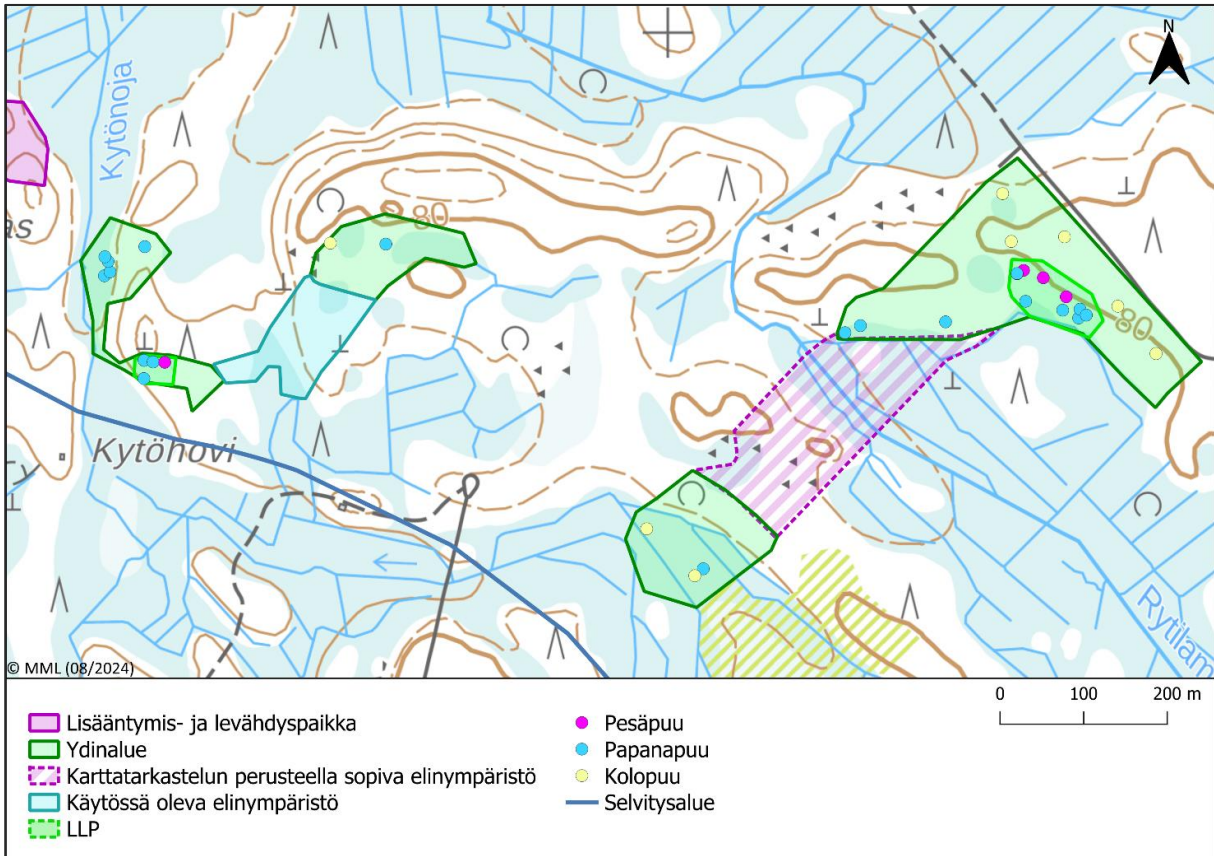 N
Kytönoja
80
as
80
Kytöhovi
ry
Rytilam
© MML (08/2024)
0 100 200 m
Lisääntymis- ja levähdyspaikka
Ydinalue
Karttatarkastelun perusteella sopiva elinympäristö
Käytössä oleva elinympäristö
LLP
Pesäpuu
Papanapuu
Kolopuu
Selvitysalue